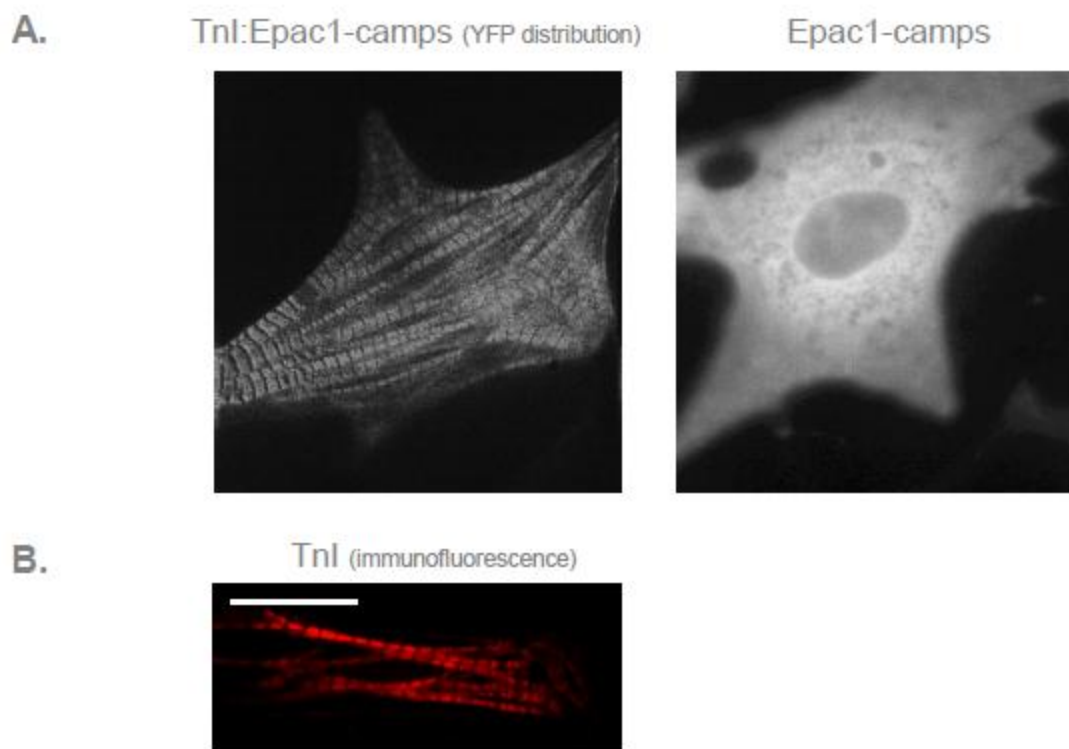 A.
TnI:Epac1-camps (YFP distribution)
Epac1-camps
B.
TnI (immunofluorescence)